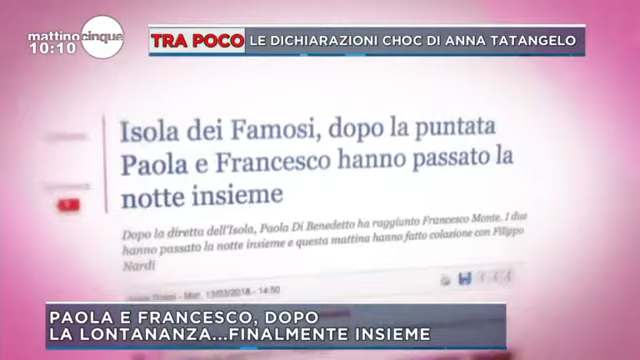 mattino cinque
10:10
TRA POCO LE DICHIARAZIONI CHOC DI ANNA TATANGELO
Isola dei Famosi, dopo la puntata
Paola e Francesco hanno passato la
notte insieme
Dopo la diretta dell'Isola, Paola Di Benedetto ha raggiunto Francesco Monte. I due
hanno passato la notte insieme e questa mattina hanno fatto colazione con Filippo
Nardi
- Mar, 13/03/2018 - 14:50
PAOLA E FRANCESCO, DOPO
LA LONTANANZA...FINALMENTE INSIEME